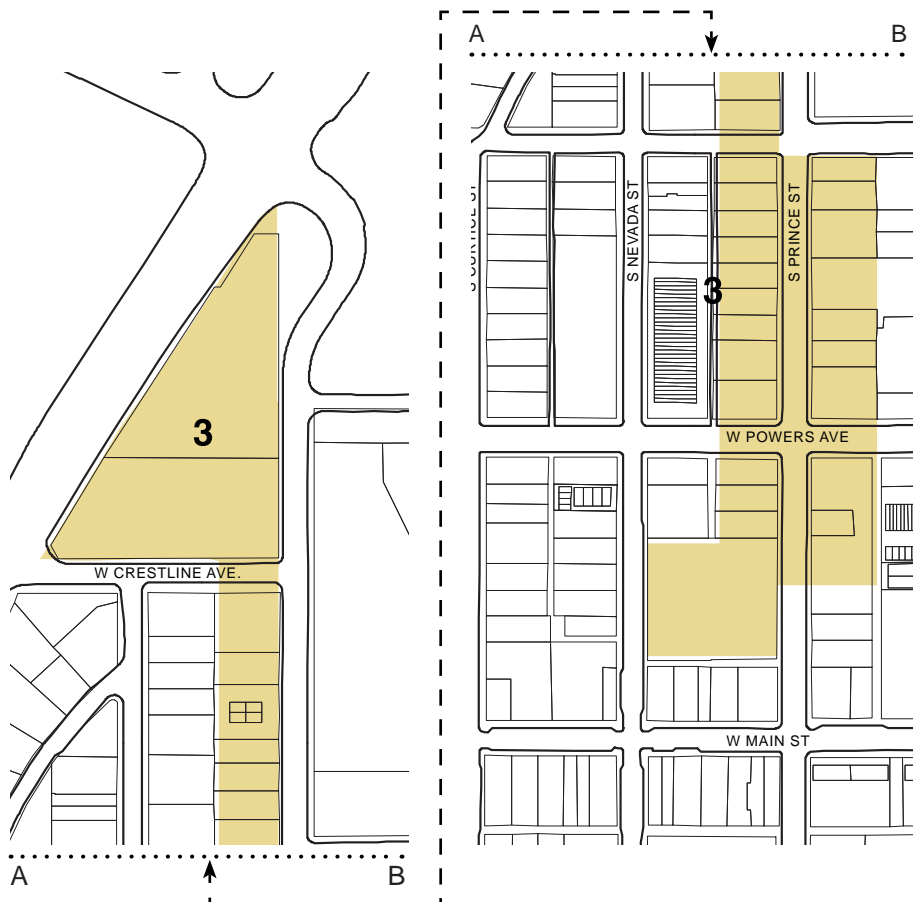 3
W CRESTLINE AVE.
A B
A B
S NEVADA ST
S PRINCE ST
3
W POWERS AVE
W MAIN ST